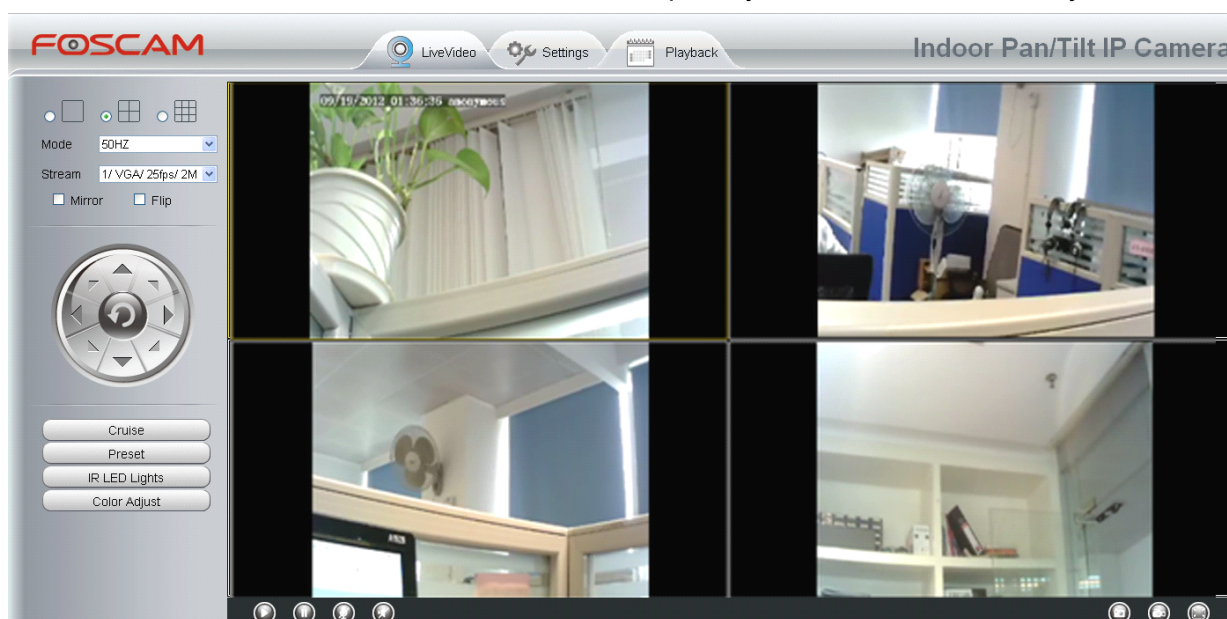 FOSCAM
LiveVideo
Settings
Playback
Indoor Pan/Tilt IP Camera
Mode
50HZ
Stream
1/ VGA/ 25fps/ 2M
Mirror
Flip
Cruise
Preset
IR LED Lights
Color Adjust
09/19/2012 01:36:36 anonymous